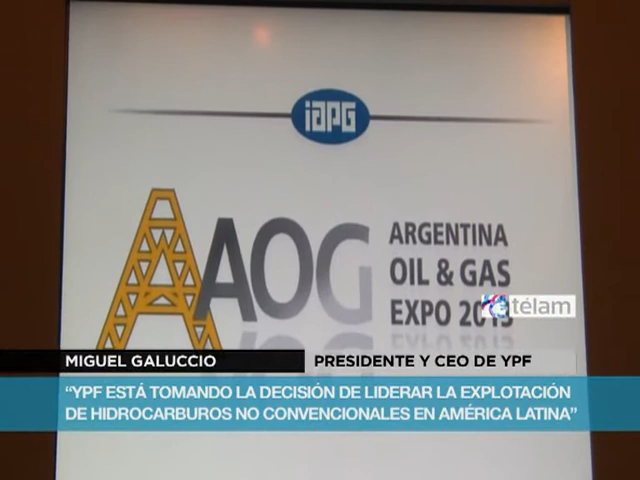 IAPG
AOG
ARGENTINA
OIL & GAS
EXPO 2013
télam
MIGUEL GALUCCIO
PRESIDENTE Y CEO DE YPF
“YPF ESTÁ TOMANDO LA DECISIÓN DE LIDERAR LA EXPLOTACIÓN
DE HIDROCARBUROS NO CONVENCIONALES EN AMÉRICA LATINA”